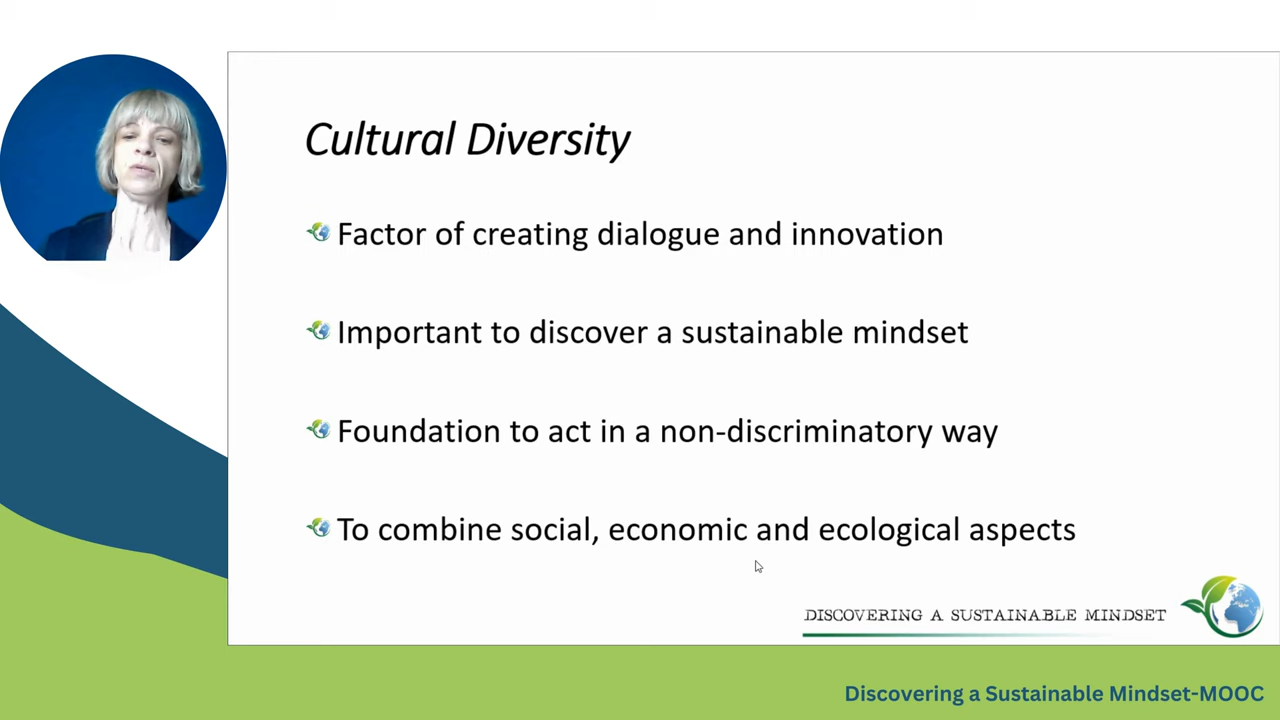 Cultural Diversity
Factor of creating dialogue and innovation
Important to discover a sustainable mindset
Foundation to act in a non-discriminatory way
To combine social, economic and ecological aspects
DISCOVERING A SUSTAINABLE MINDSET
Discovering a Sustainable Mindset-MOOC